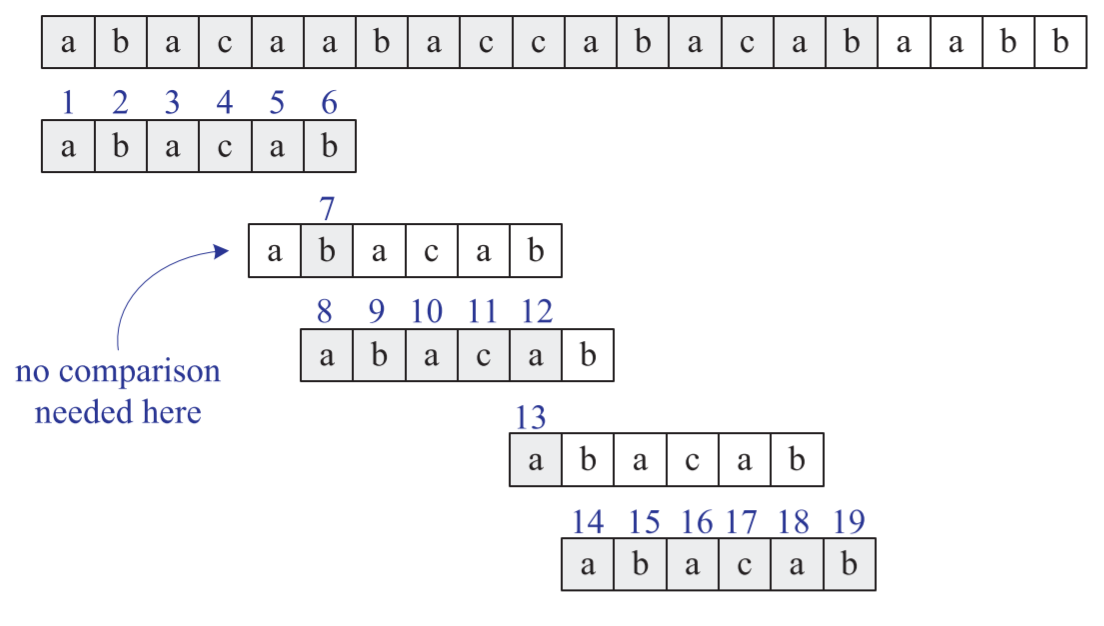 a b a c a a b a c c a b a c a b a a b b
1 2 3 4 5 6
a b a c a b
7
a b a c a b
8 9 10 11 12
a b a c a b
no comparison
needed here
13
a b a c a b
14 15 16 17 18 19
a b a c a b